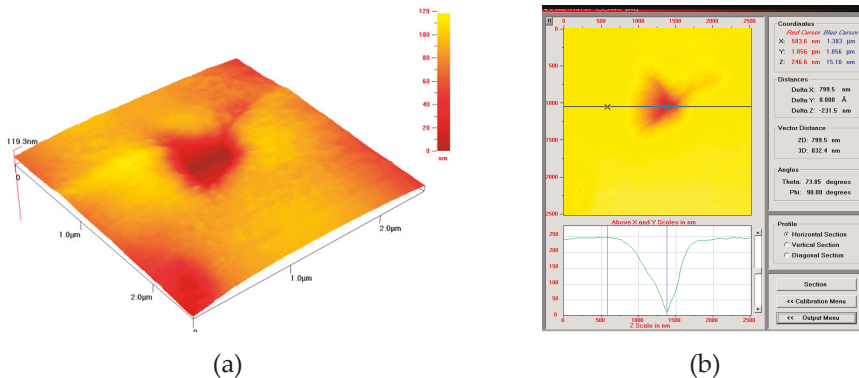 120
100
80
60
40
20
0
nm
119.3nm
0
1.0µm
2.0µm
0
1.0µm
2.0µm
(a)
R
0 500 1000 1500 2000 2500
0
500
1000
1500
2000
2500
Above X and Y Scales in nm
250
200
150
100
50
0
0 500 1000 1500 2000 2500
Z Scale in nm
Coordinates
Red Cursor Blue Cursor
X: 583.6 nm 1.383 µm
Y: 1.056 µm 1.056 µm
Z: 246.6 nm 15.10 nm
Distances
Delta X: 799.5 nm
Delta Y: 0.000 Å
Delta Z: -231.5 nm
Vector Distance
2D: 799.5 nm
3D: 832.4 nm
Angles
Theta: 73.85 degrees
Phi: 90.00 degrees
Profile
Horizontal Section
Vertical Section
Diagonal Section
Section
<< Calibration Menu
<< Output Menu
(b)